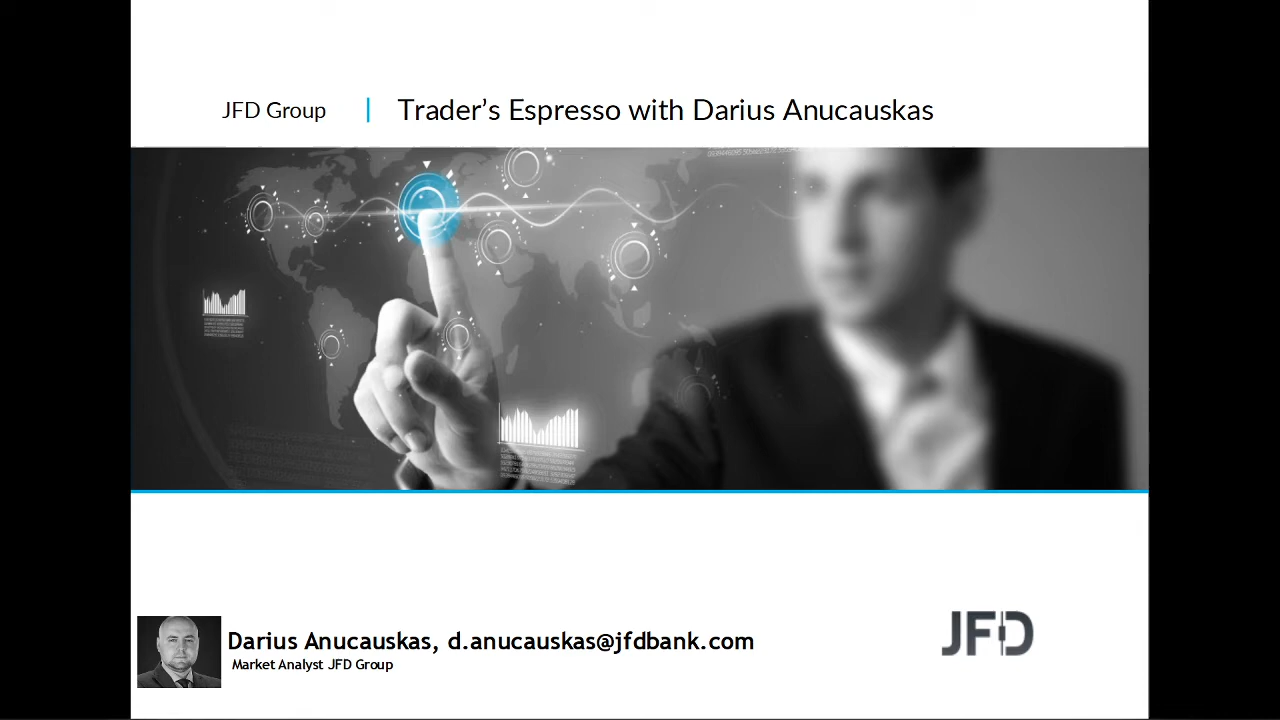 JFD Group | Trader's Espresso with Darius Anucauskas
Darius Anucauskas, d.anucauskas@jfdbank.com
Market Analyst JFD Group
JFD